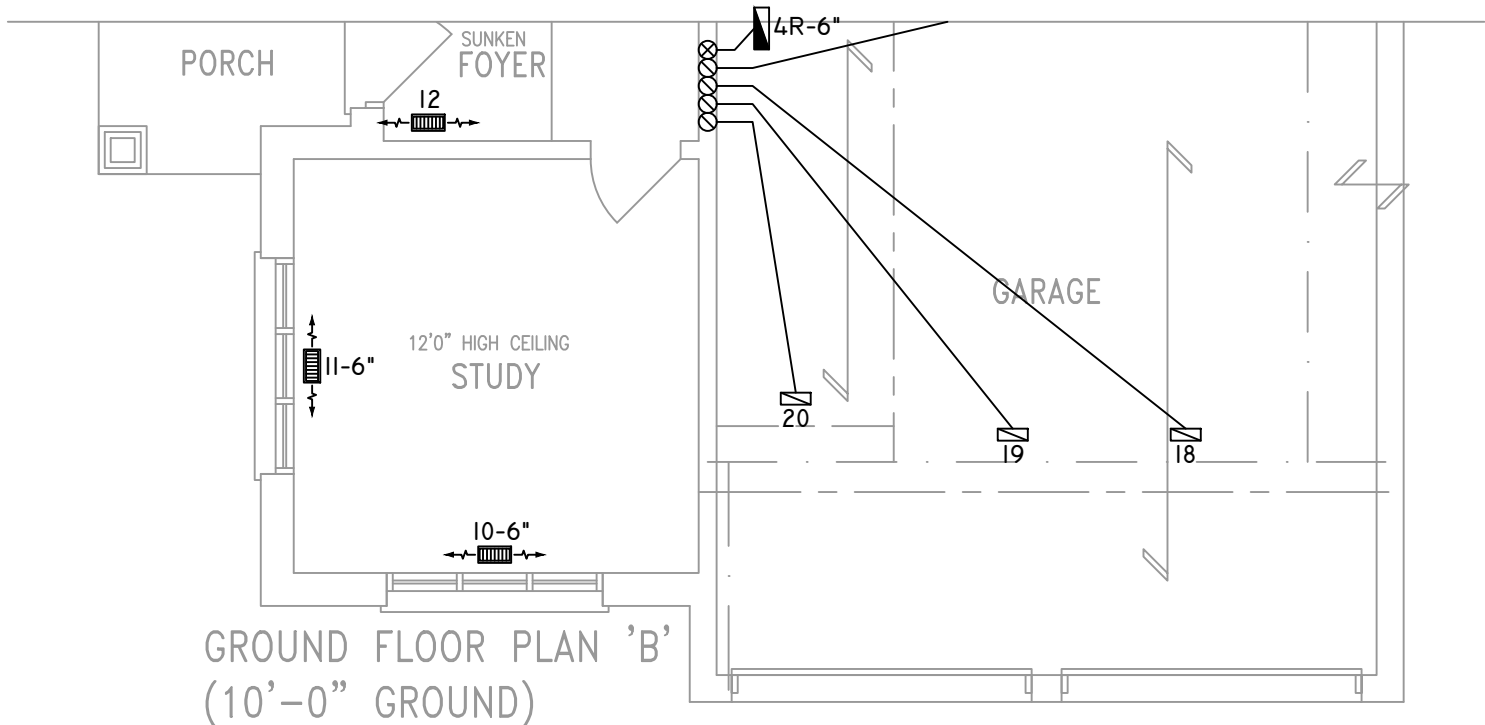 4R-6"
SUNKEN
FOYER
PORCH
12
GARAGE
12'0" HIGH CEILING
STUDY
11-6"
20
19
18
10-6"
GROUND FLOOR PLAN 'B'
(10'-0" GROUND)